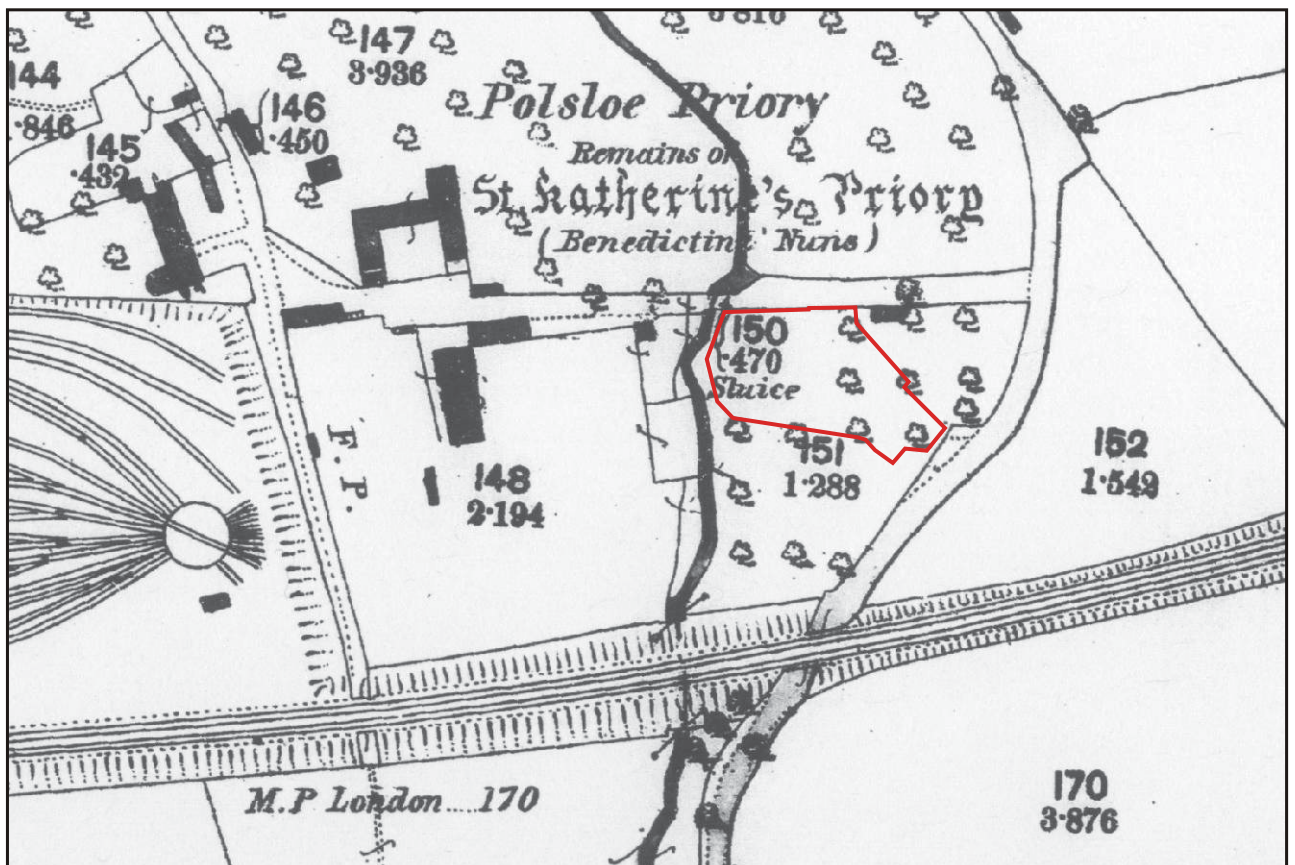 147
3·936
144
·846
146
·450
145
·432
Polsloe Priory
Remains of
St. Katherine's Priory
(Benedictine Nuns)
150
·470
Sluice
151
1·288
152
1·549
F. P.
148
2·194
M.P London 170
170
3·876